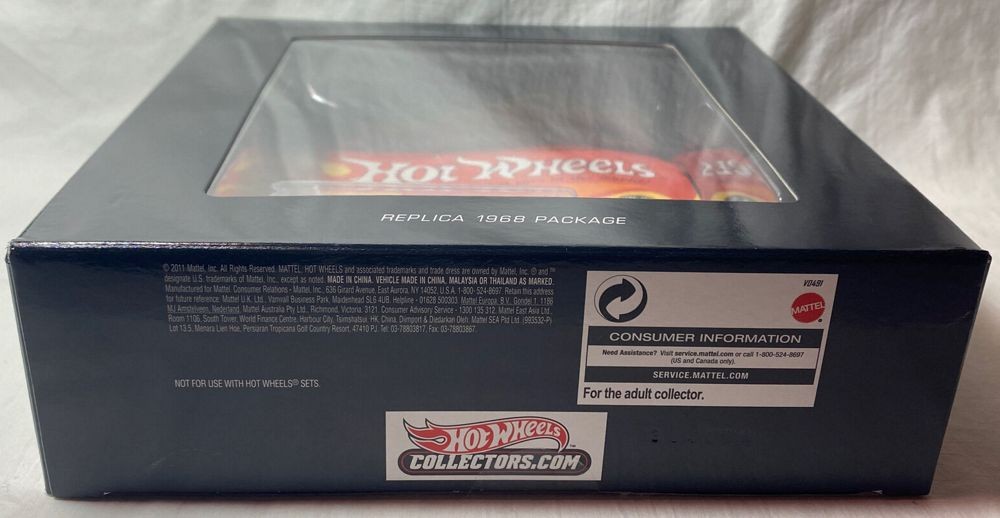 HOT WHEELS
REPLICA 1968 PACKAGE
© 2011 Mattel, Inc. All Rights Reserved. MATTEL, HOT WHEELS and associated trademarks and trade dress are owned by Mattel, Inc. ® and ™
designate U.S. trademarks of Mattel, Inc., except as noted. MADE IN CHINA. VEHICLE MADE IN CHINA, MALAYSIA OR THAILAND AS MARKED.
Manufactured for Mattel. Consumer Relations - Mattel, Inc., 636 Girard Avenue, East Aurora, NY 14052, U.S.A. 1-800-524-8697. Retain this address
for future reference: Mattel U.K. Ltd., Vanwall Business Park, Maidenhead SL6 4UB. Helpline - 01628 500303. Mattel Europa, B.V., Gondel 1, 1186
MJ Amstelveen, Nederland. Mattel Australia Pty Ltd., Richmond, Victoria. 3121. Consumer Advisory Service - 1300 135 312. Mattel East Asia Ltd.,
Room 1106, South Tower, World Finance Centre, Harbour City, Tsimshatsui, HK, China. Diimport & Diedarkan Oleh: Mattel SEA Ptd Ltd. (993532-P)
Lot 13.5, Menara Lien Hoe, Persiaran Tropicana Golf Country Resort, 47410 PJ. Tel: 03-78803817, Fax: 03-78803867.
NOT FOR USE WITH HOT WHEELS® SETS.
V0491
MATTEL
CONSUMER INFORMATION
Need Assistance? Visit service.mattel.com or call 1-800-524-8697
(US and Canada only).
SERVICE.MATTEL.COM
For the adult collector.
HOT WHEELS™
COLLECTORS.COM